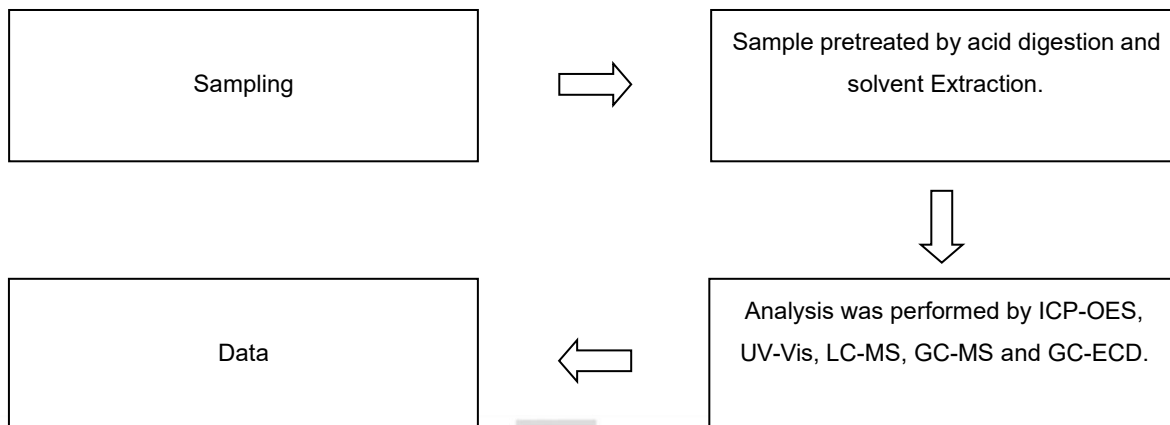 Sampling
Sample pretreated by acid digestion and
solvent Extraction.
Analysis was performed by ICP-OES,
UV-Vis, LC-MS, GC-MS and GC-ECD.
Data